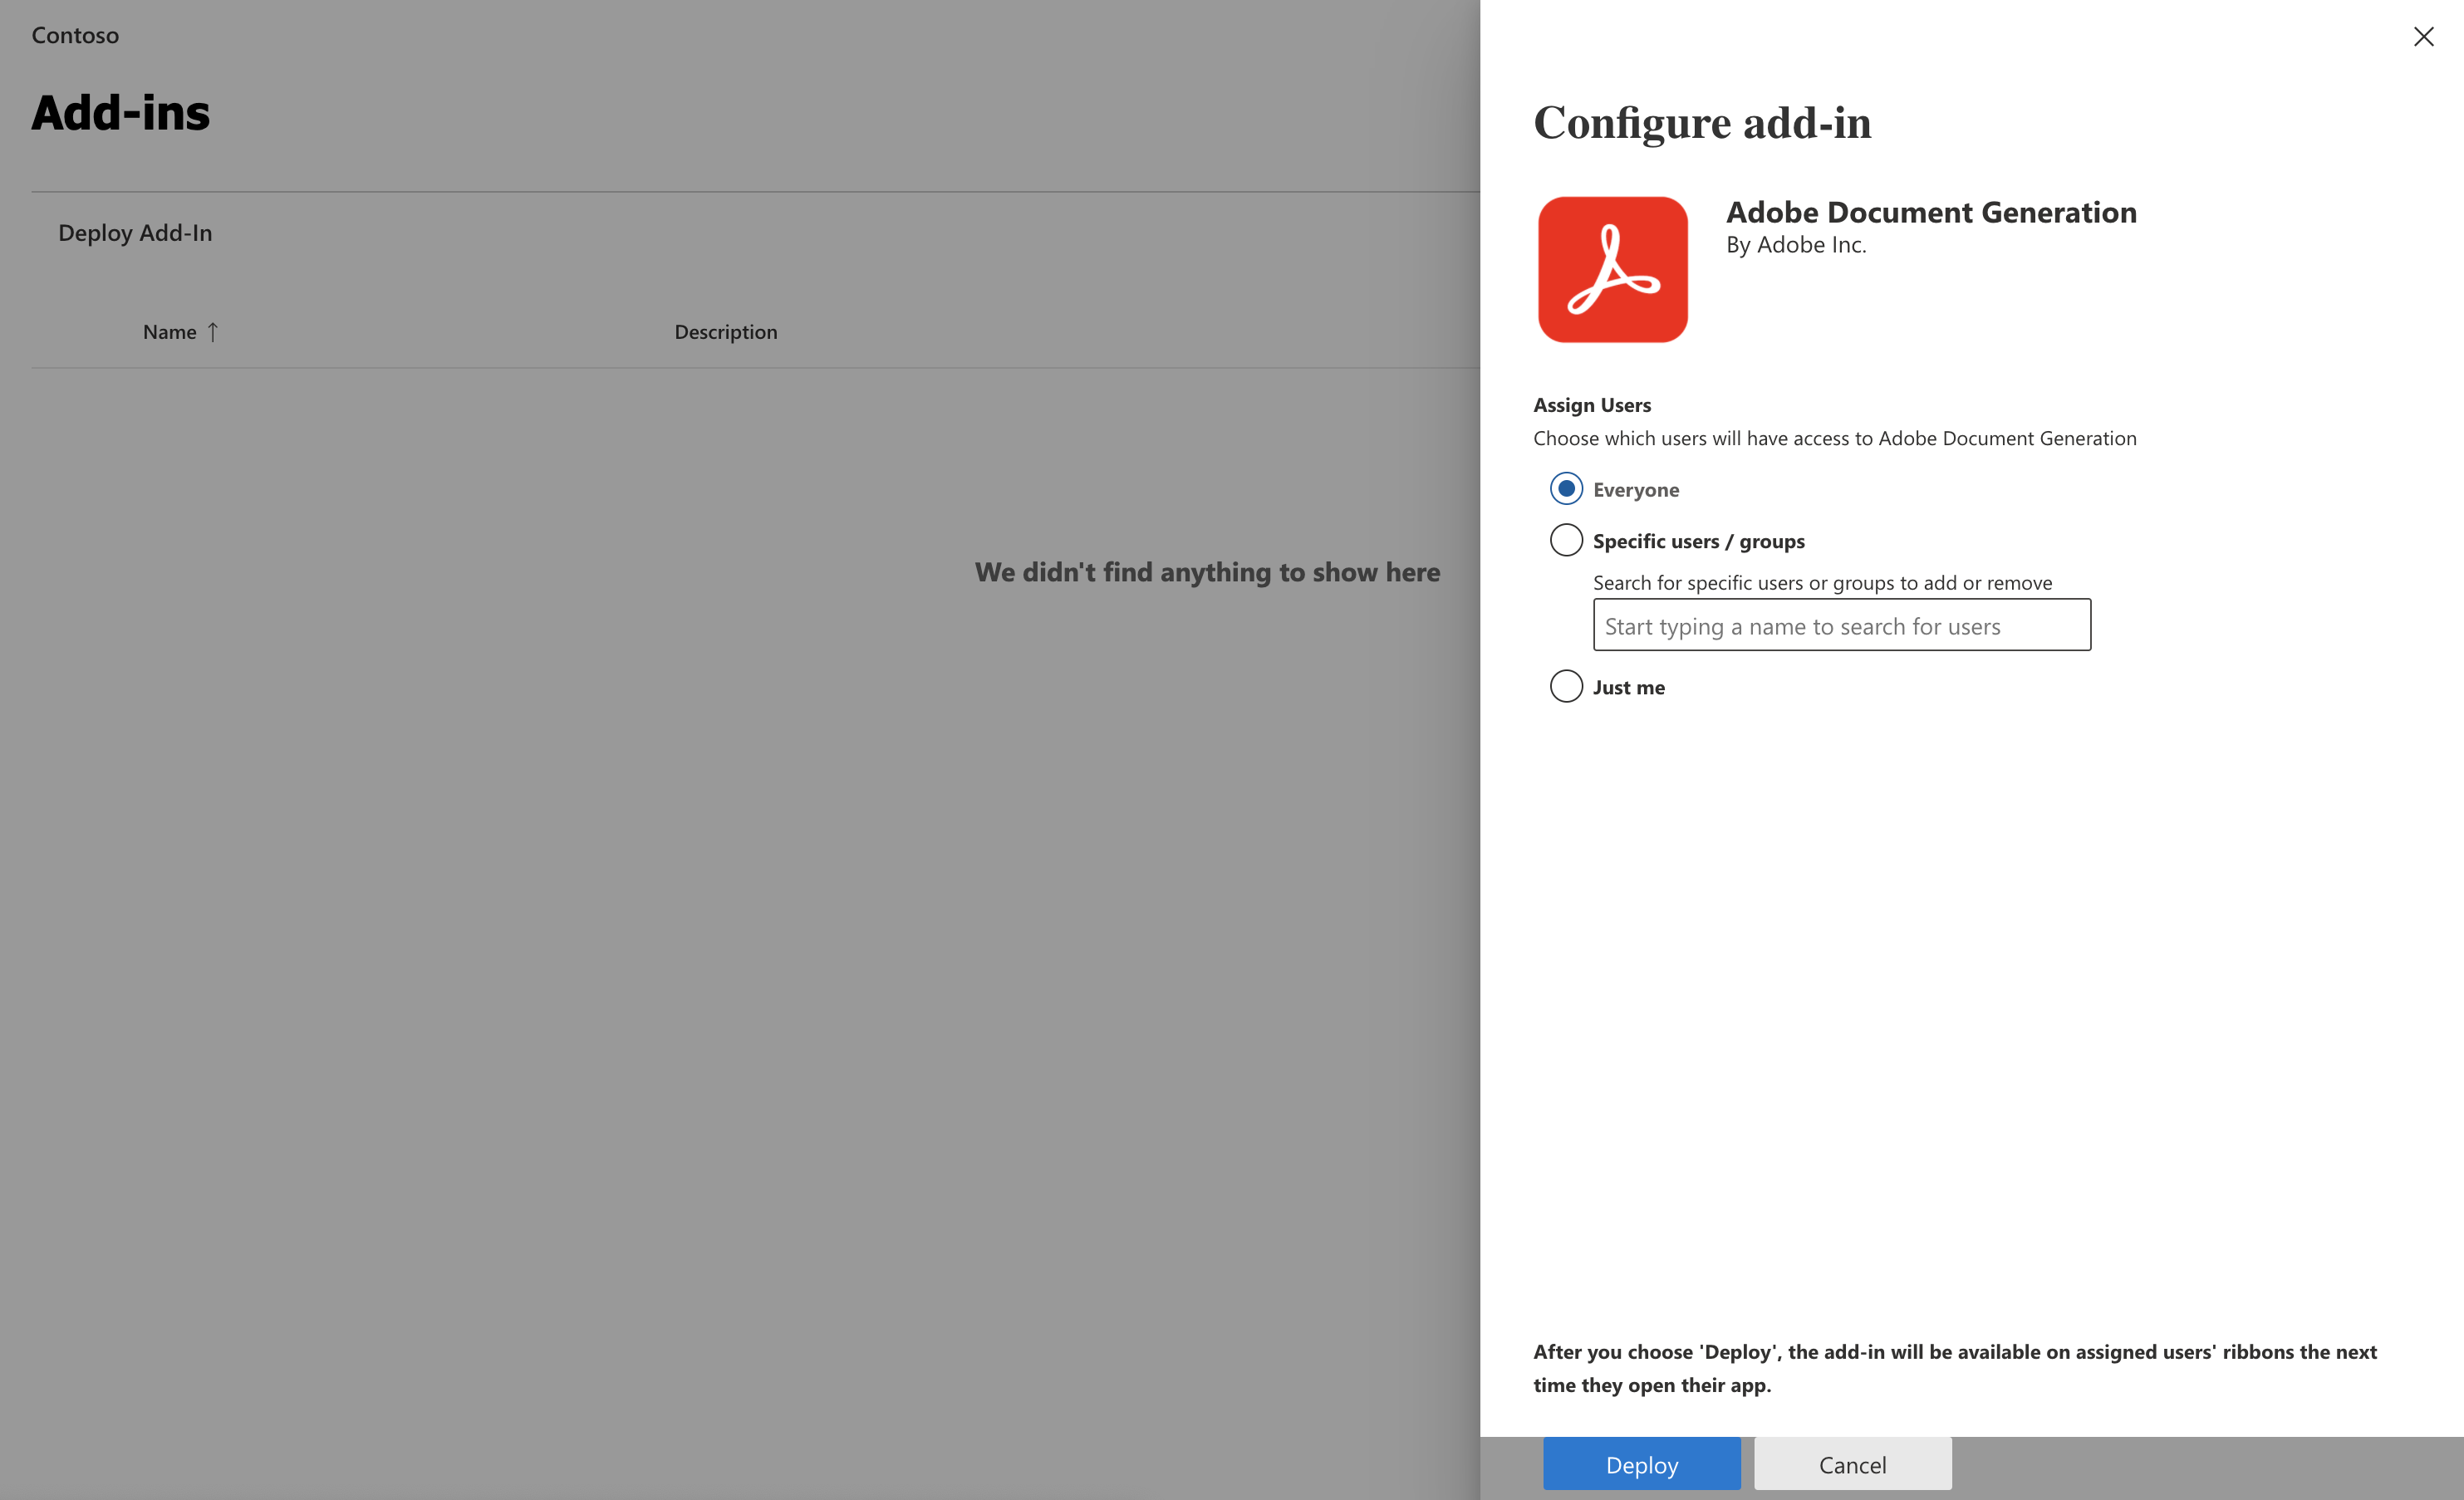 Contoso
Add-ins
Deploy Add-In
Name ↑
Description
We didn't find anything to show here
Configure add-in
Adobe Document Generation
By Adobe Inc.
Assign Users
Choose which users will have access to Adobe Document Generation
Everyone
Specific users / groups
Search for specific users or groups to add or remove
Start typing a name to search for users
Just me
After you choose 'Deploy', the add-in will be available on assigned users' ribbons the next
time they open their app.
Deploy
Cancel